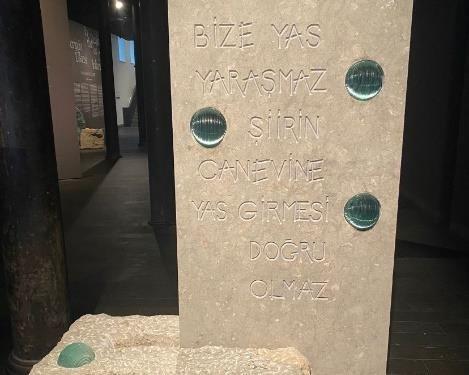 BİZE YAS
YARAŞMAZ
ŞİİRİN
CANEVİNE
YAS GİRMESİ
DOĞRU
OLMAZ